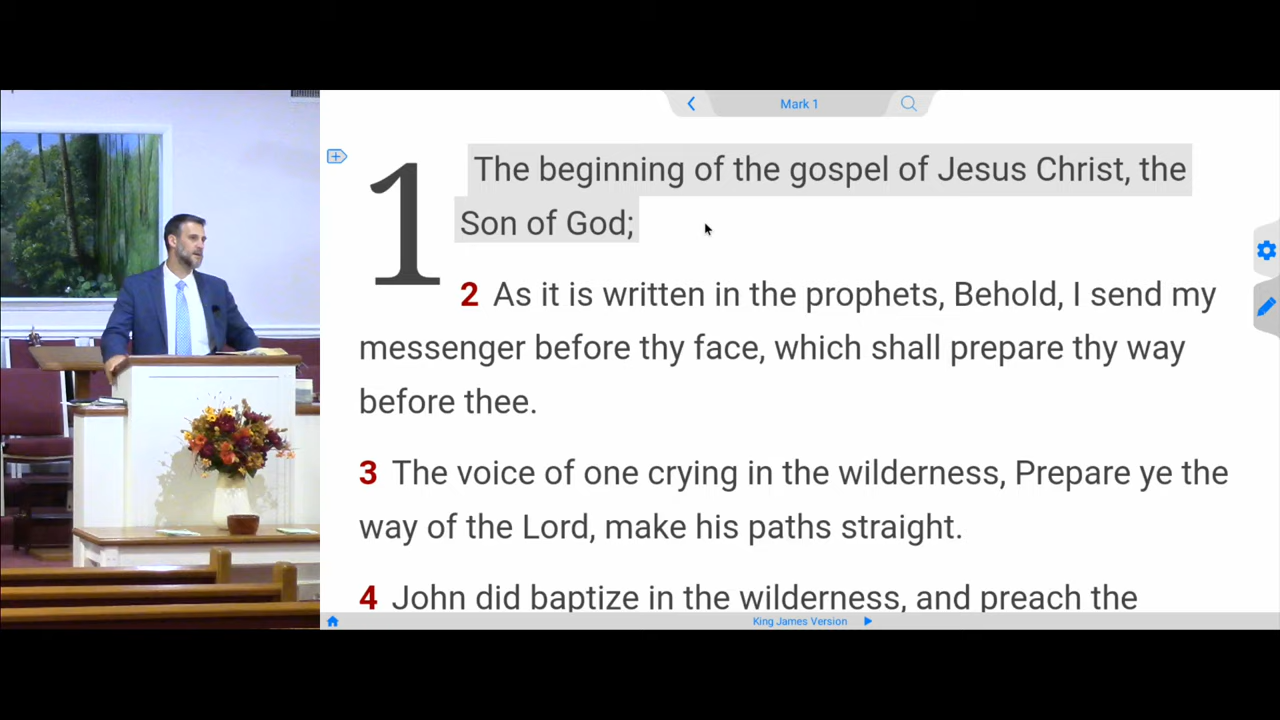 Mark 1
1 The beginning of the gospel of Jesus Christ, the
Son of God;
2 As it is written in the prophets, Behold, I send my
messenger before thy face, which shall prepare thy way
before thee.
3 The voice of one crying in the wilderness, Prepare ye the
way of the Lord, make his paths straight.
4 John did baptize in the wilderness, and preach the
King James Version